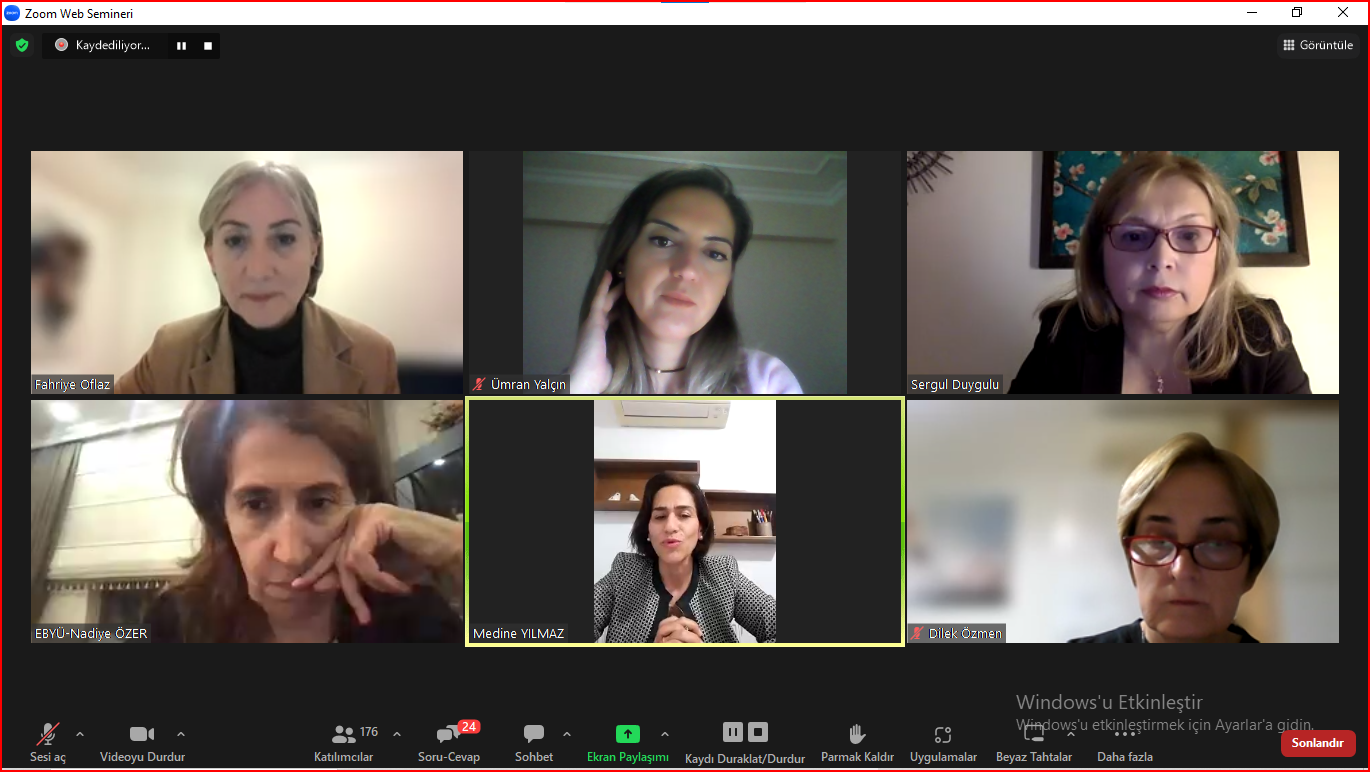 zoom
Zoom Web Semineri
Kaydediliyor...
Görüntüle
Fahriye Oflaz
Ümran Yalçın
Sergul Duygulu
EBYÜ-Nadiye ÖZER
Medine YILMAZ
Dilek Özmen
Windows'u Etkinleştir
Windows'u etkinleştirmek için Ayarlar'a gidin.
176
24
Sesi aç
Videoyu Durdur
Katılımcılar
Soru-Cevap
Sohbet
Ekran Paylaşımı
Kaydı Duraklat/Durdur
Parmak Kaldır
Uygulamalar
Beyaz Tahtalar
Daha fazla
Sonlandır